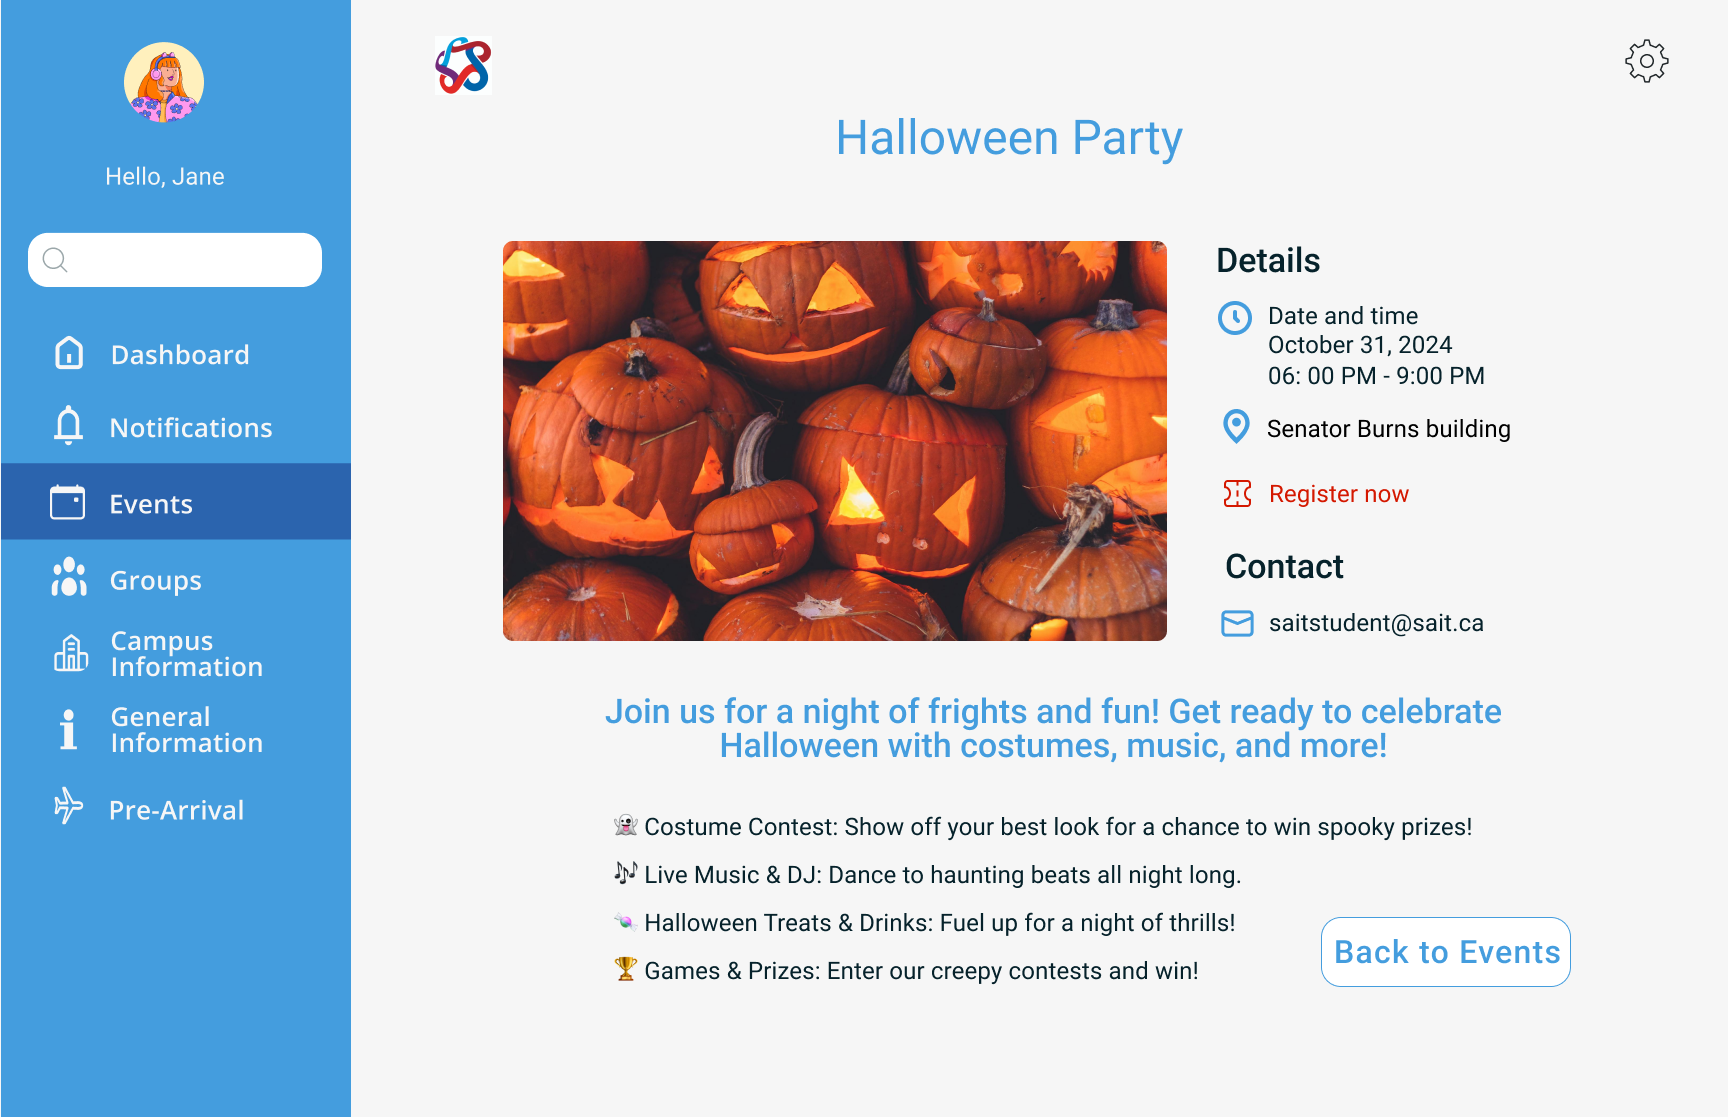 Hello, Jane
Dashboard
Notifications
Events
Groups
Campus
Information
General
Information
Pre-Arrival
Halloween Party
Details
Date and time
October 31, 2024
06: 00 PM - 9:00 PM
Senator Burns building
Register now
Contact
saitstudent@sait.ca
Join us for a night of frights and fun! Get ready to celebrate
Halloween with costumes, music, and more!
👻 Costume Contest: Show off your best look for a chance to win spooky prizes!
🎶 Live Music & DJ: Dance to haunting beats all night long.
🍬 Halloween Treats & Drinks: Fuel up for a night of thrills!
🏆 Games & Prizes: Enter our creepy contests and win!
Back to Events